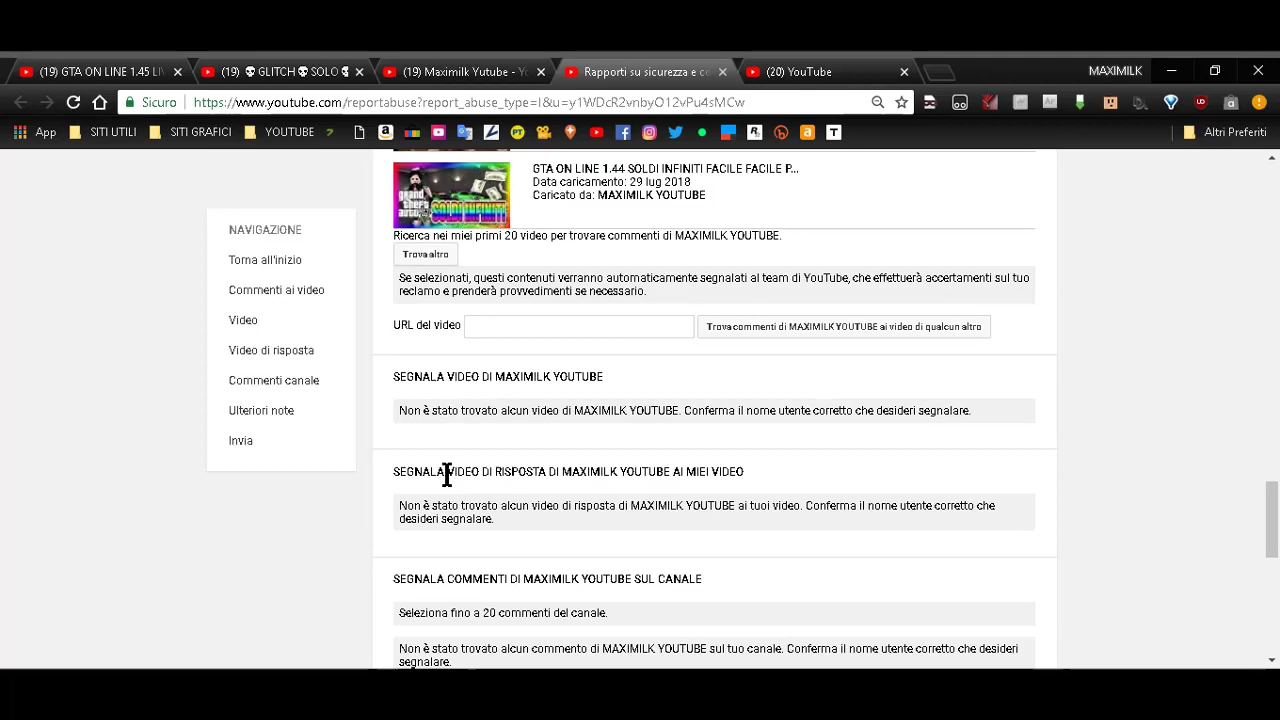 (19) GTA ON LINE 1.45 LI
(19) 💀GLITCH💀SOLO💀
(19) Maximilk Yutube - Y
Rapporti su sicurezza e co
(20) YouTube
MAXIMILK
Sicuro
https://www.youtube.com/reportabuse?report_abuse_type=I&u=y1WDcR2vnbyO12vPu4sMCw
App
SITI UTILI
SITI GRAFICI
YOUTUBE
Altri Preferiti
NAVIGAZIONE
Torna all'inizio
Commenti ai video
Video
Video di risposta
Commenti canale
Ulteriori note
Invia
grand
theft
auto
SOLDI INFINITI
GTA ON LINE 1.44 SOLDI INFINITI FACILE FACILE P...
Data caricamento: 29 lug 2018
Caricato da: MAXIMILK YOUTUBE
Ricerca nei miei primi 20 video per trovare commenti di MAXIMILK YOUTUBE.
Trova altro
Se selezionati, questi contenuti verranno automaticamente segnalati al team di YouTube, che effettuerà accertamenti sul tuo
reclamo e prenderà provvedimenti se necessario.
URL del video
Trova commenti di MAXIMILK YOUTUBE ai video di qualcun altro
SEGNALA VIDEO DI MAXIMILK YOUTUBE
Non è stato trovato alcun video di MAXIMILK YOUTUBE. Conferma il nome utente corretto che desideri segnalare.
SEGNALA VIDEO DI RISPOSTA DI MAXIMILK YOUTUBE AI MIEI VIDEO
Non è stato trovato alcun video di risposta di MAXIMILK YOUTUBE ai tuoi video. Conferma il nome utente corretto che
desideri segnalare.
SEGNALA COMMENTI DI MAXIMILK YOUTUBE SUL CANALE
Seleziona fino a 20 commenti del canale.
Non è stato trovato alcun commento di MAXIMILK YOUTUBE sul tuo canale. Conferma il nome utente corretto che desideri
segnalare.